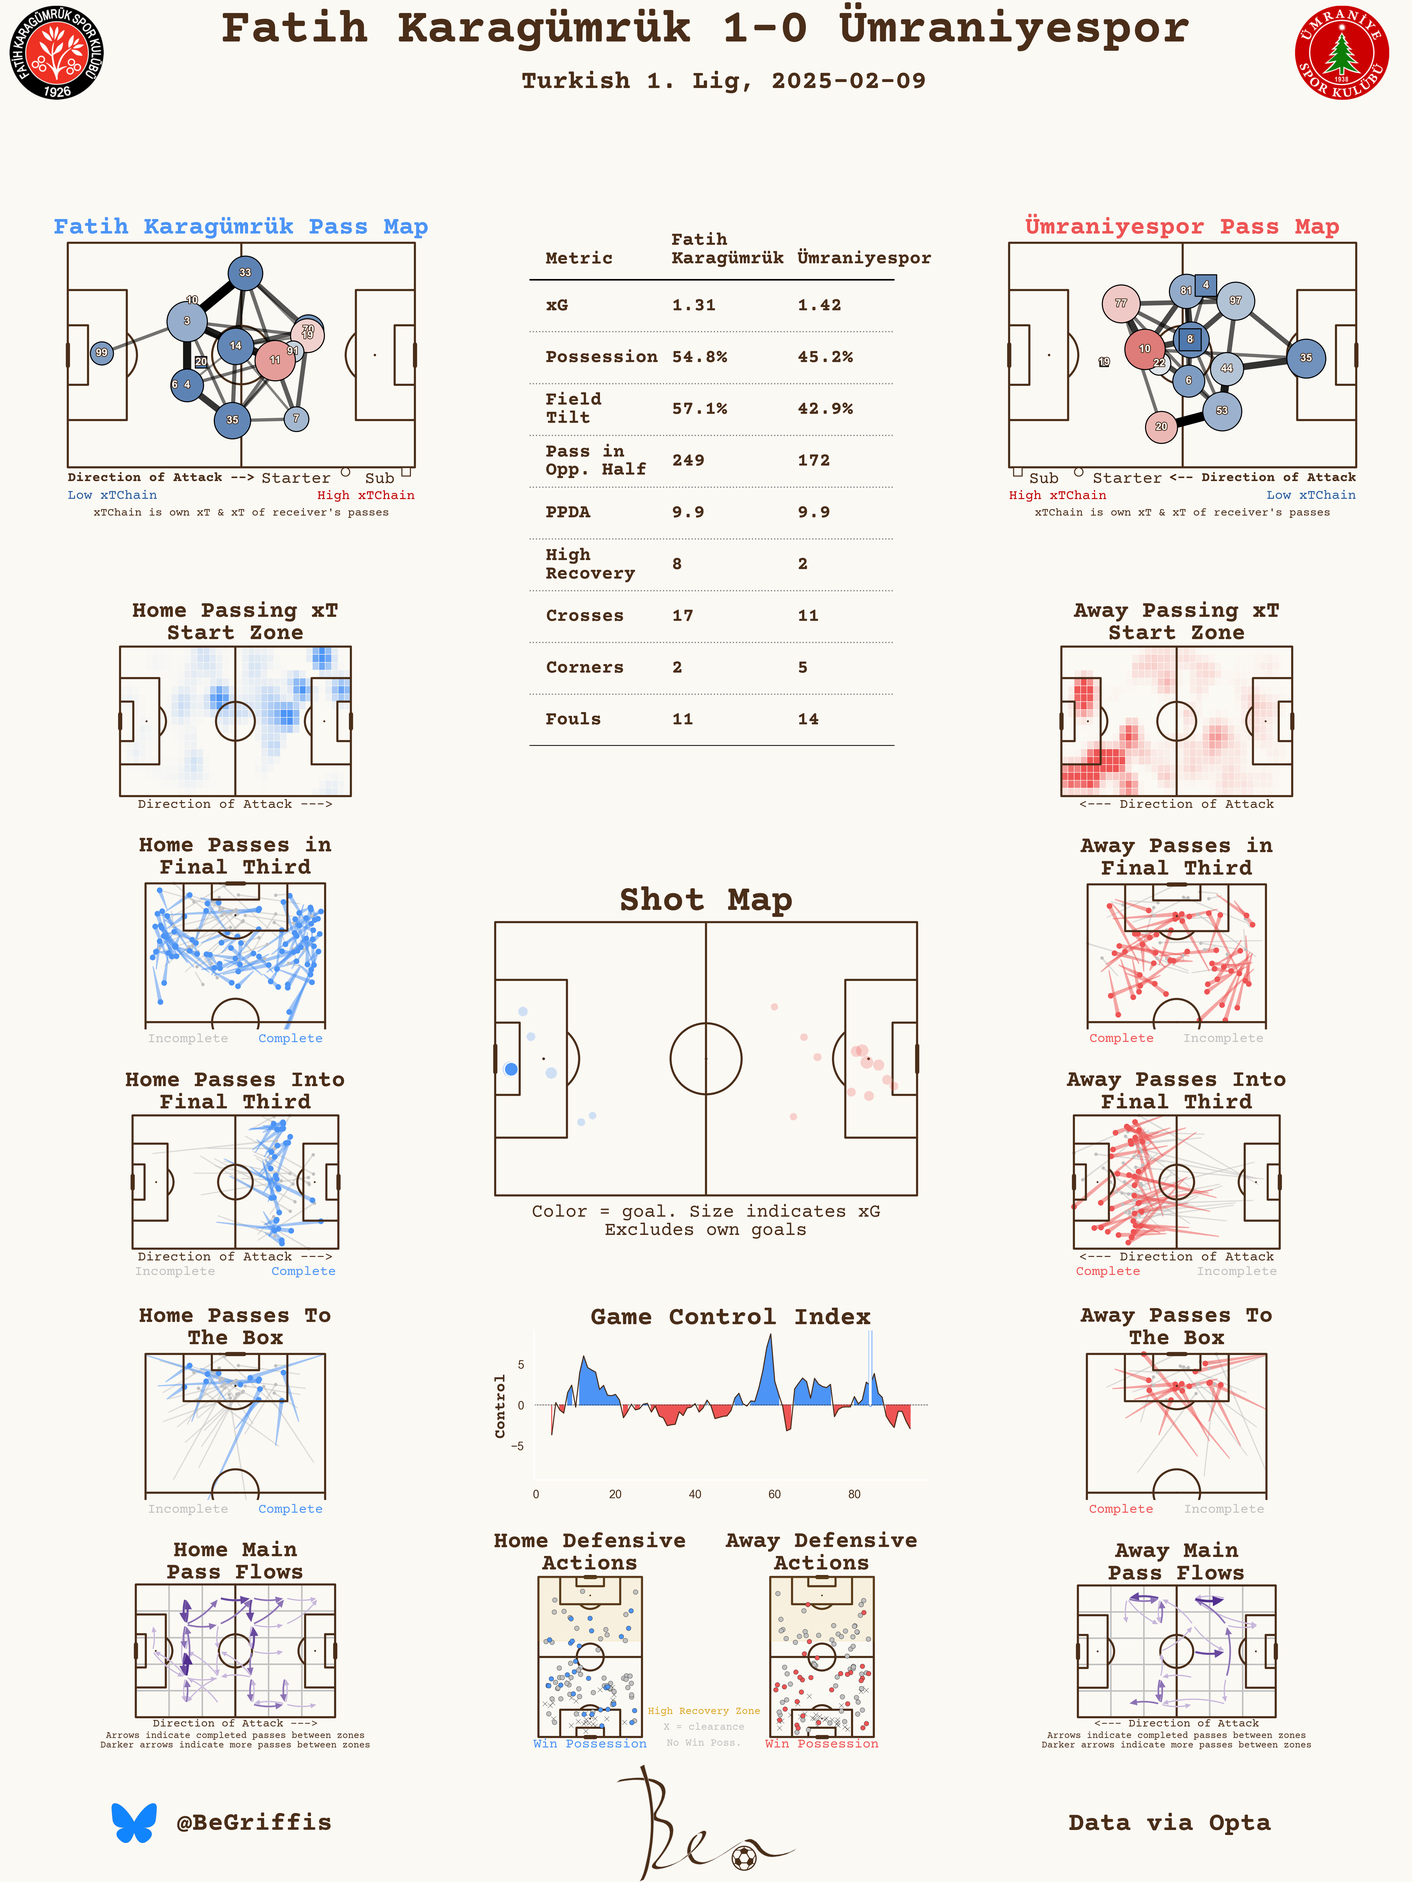 Fatih Karagümrük 1-0 Ümraniyespor
Turkish 1. Lig, 2025-02-09
FATİH KARAGÜMRÜK SPOR KULÜBÜ
1926
ÜMRANİYE
1938
SPOR KULÜBÜ
Fatih Karagümrük Pass Map
33
10
3
70
19
14
91
11
99
20
6 4
35
7
Direction of Attack --> Starter Sub
Low xTChain High xTChain
xTChain is own xT & xT of receiver's passes
Metric Fatih Karagümrük Ümraniyespor
xG 1.31 1.42
Possession 54.8% 45.2%
Field Tilt 57.1% 42.9%
Pass in Opp. Half 249 172
PPDA 9.9 9.9
High Recovery 8 2
Crosses 17 11
Corners 2 5
Fouls 11 14
Ümraniyespor Pass Map
81
4
77
97
8
10
19
22
35
44
6
53
20
Sub Starter <-- Direction of Attack
High xTChain Low xTChain
xTChain is own xT & xT of receiver's passes
Home Passing xT
Start Zone
Direction of Attack --->
Away Passing xT
Start Zone
<--- Direction of Attack
Home Passes in
Final Third
Incomplete Complete
Away Passes in
Final Third
Complete Incomplete
Shot Map
Color = goal. Size indicates xG
Excludes own goals
Home Passes Into
Final Third
Direction of Attack --->
Incomplete Complete
Away Passes Into
Final Third
<--- Direction of Attack
Complete Incomplete
Home Passes To
The Box
Incomplete Complete
Game Control Index
Control
5
0
−5
0 20 40 60 80
Away Passes To
The Box
Complete Incomplete
Home Main
Pass Flows
Direction of Attack --->
Arrows indicate completed passes between zones
Darker arrows indicate more passes between zones
Home Defensive
Actions
Win Possession
Away Defensive
Actions
Win Possession
High Recovery Zone
X = clearance
No Win Poss.
Away Main
Pass Flows
<--- Direction of Attack
Arrows indicate completed passes between zones
Darker arrows indicate more passes between zones
@BeGriffis
Ben
Data via Opta